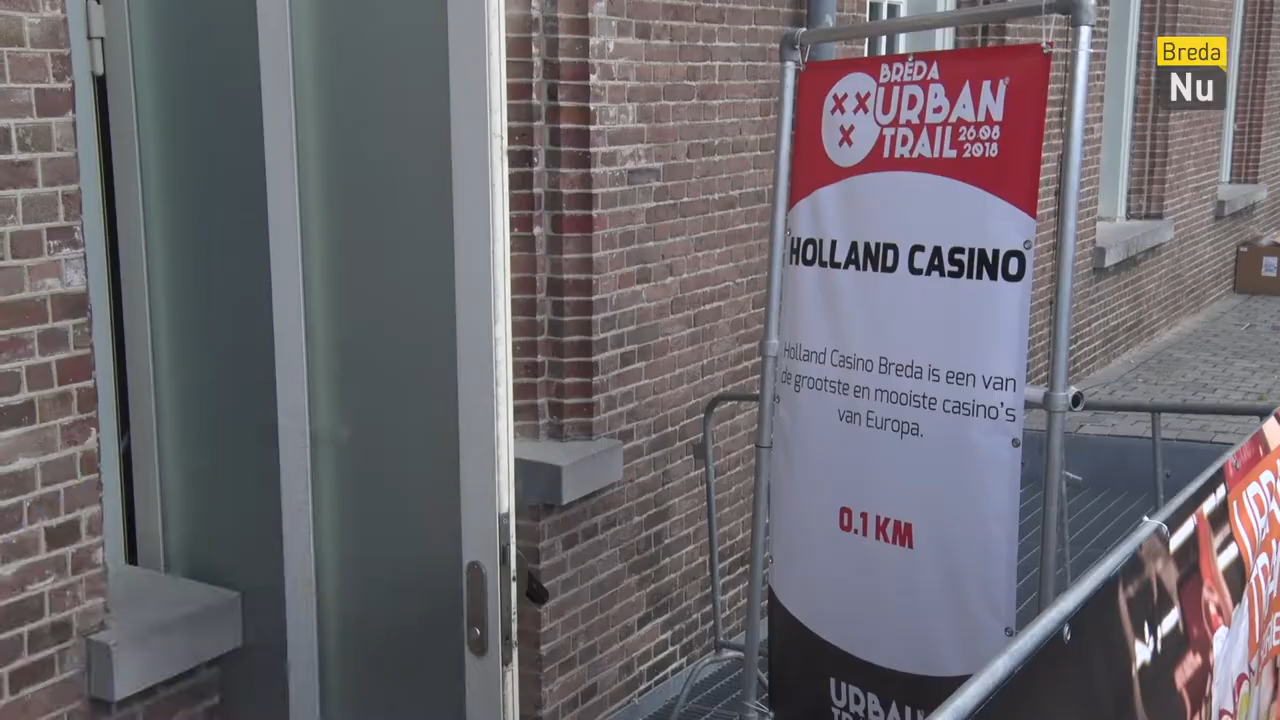 Breda
Nu
BREDA
URBAN
TRAIL 26·08
2018
HOLLAND CASINO
Holland Casino Breda is een van
de grootste en mooiste casino's
van Europa.
0.1 KM
URBAN